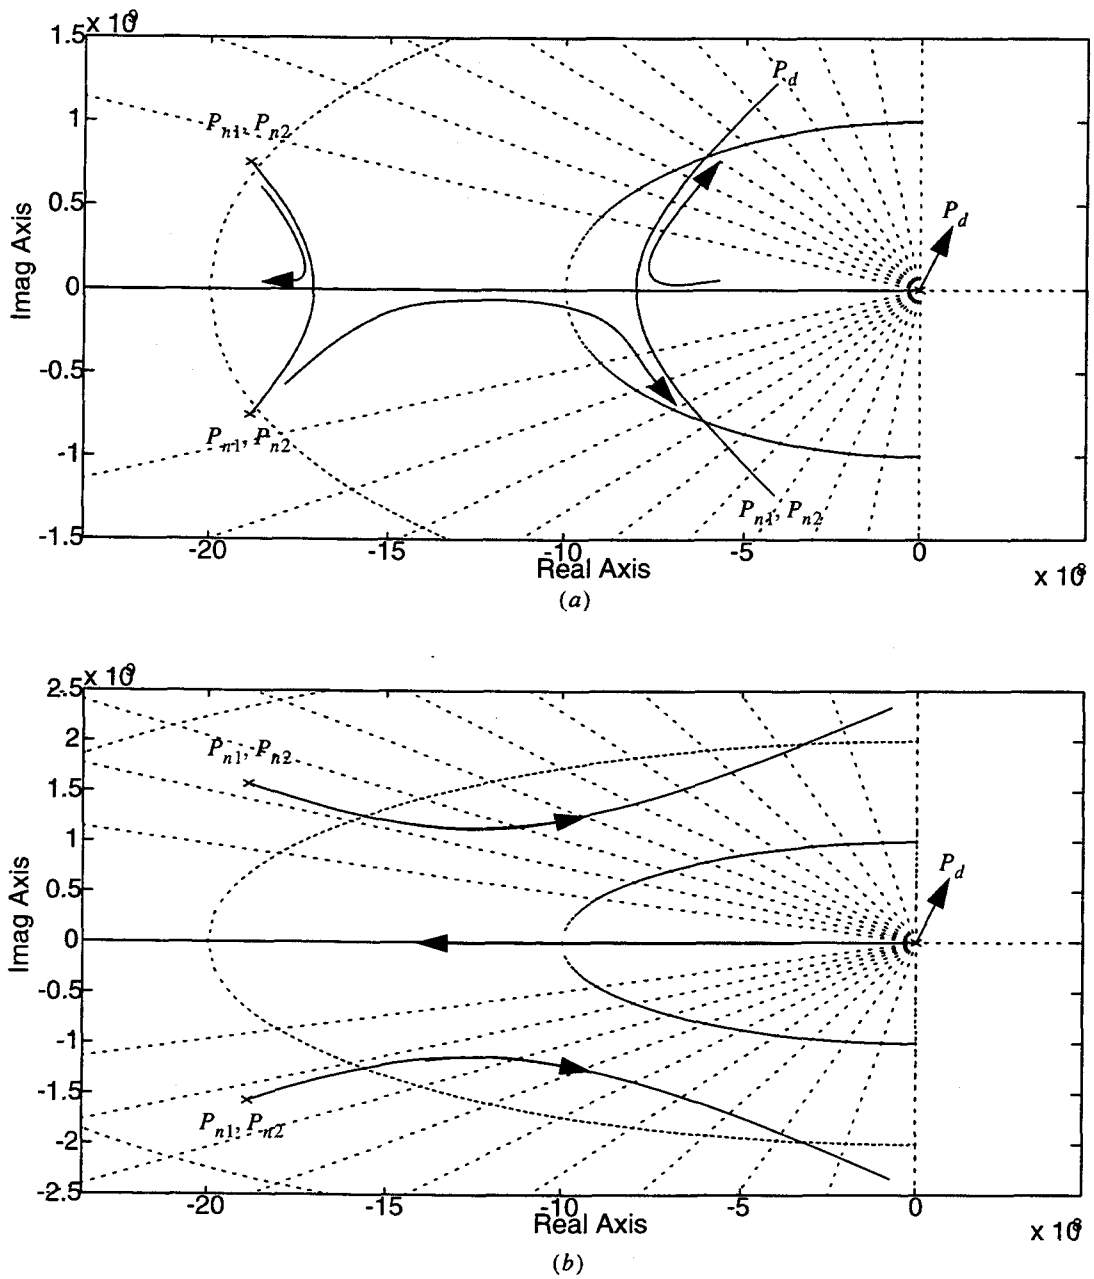 1.5 x 10^9
P_d
P_n1, P_n2
1
0.5
P_d
Imag Axis
0
-0.5
P_n1, P_n2
-1
P_n1, P_n2
-1.5
-20 -15 -10 -5 0
Real Axis
x 10^8
(a)
2.5 x 10^9
2
P_n1, P_n2
1.5
1
P_d
0.5
Imag Axis
0
-0.5
-1
P_n1, P_n2
-1.5
-2
-2.5
-20 -15 -10 -5 0
Real Axis
x 10^8
(b)